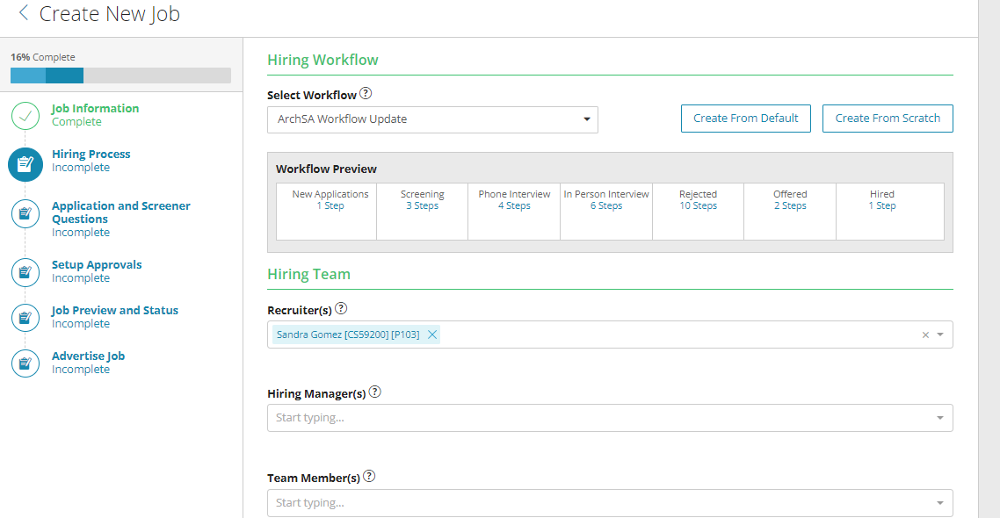 Create New Job
16% Complete
Job Information
Complete
Hiring Process
Incomplete
Application and Screener
Questions
Incomplete
Setup Approvals
Incomplete
Job Preview and Status
Incomplete
Advertise Job
Incomplete
Hiring Workflow
Select Workflow ?
ArchSA Workflow Update
Create From Default
Create From Scratch
Workflow Preview
New Applications
1 Step
Screening
3 Steps
Phone Interview
4 Steps
In Person Interview
6 Steps
Rejected
10 Steps
Offered
2 Steps
Hired
1 Step
Hiring Team
Recruiter(s) ?
Sandra Gomez [CS59200] [P103]
Hiring Manager(s) ?
Start typing...
Team Member(s) ?
Start typing...